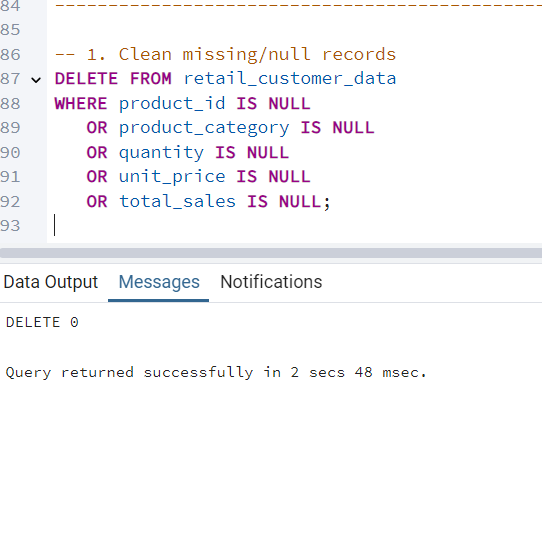 84 --------------------------------------------------
85
86 -- 1. Clean missing/null records
87 DELETE FROM retail_customer_data
88 WHERE product_id IS NULL
89 OR product_category IS NULL
90 OR quantity IS NULL
91 OR unit_price IS NULL
92 OR total_sales IS NULL;
93
Data Output Messages Notifications
DELETE 0
Query returned successfully in 2 secs 48 msec.